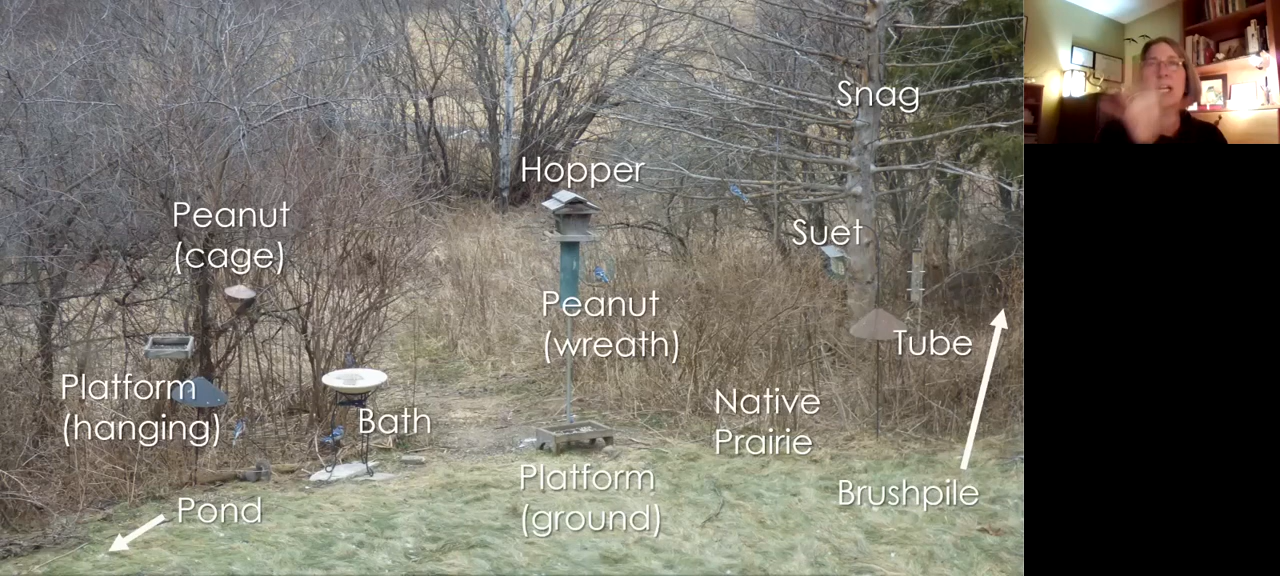 Snag
Hopper
Peanut
(cage)
Suet
Peanut
(wreath)
Tube
Platform
(hanging)
Bath
Native
Prairie
Platform
(ground)
Brushpile
Pond